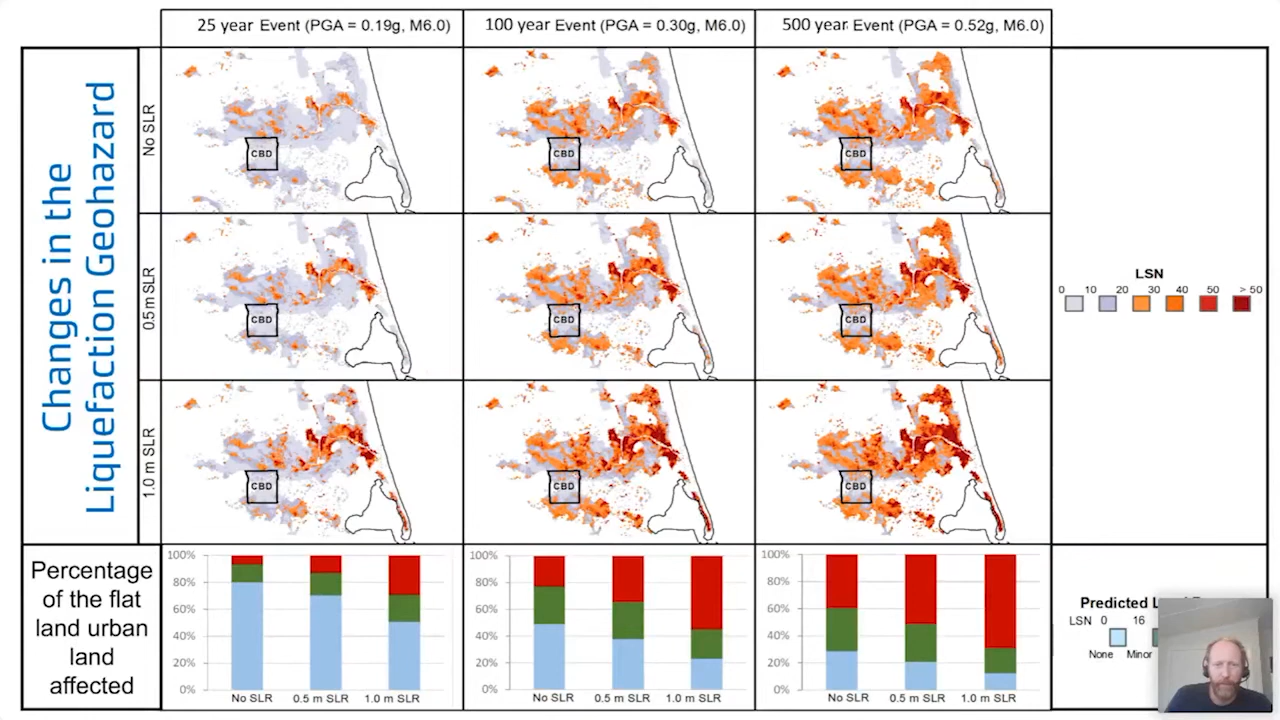 25 year Event (PGA = 0.19g, M6.0)
100 year Event (PGA = 0.30g, M6.0)
500 year Event (PGA = 0.52g, M6.0)
Changes in the
Liquefaction Geohazard
No SLR
CBD
CBD
CBD
0.5 m SLR
CBD
CBD
CBD
1.0 m SLR
CBD
CBD
CBD
LSN
0 10 20 30 40 50 > 50
Percentage
of the flat
land urban
land
affected
100%
80%
60%
40%
20%
0%
No SLR 0.5 m SLR 1.0 m SLR
100%
80%
60%
40%
20%
0%
No SLR 0.5 m SLR 1.0 m SLR
100%
80%
60%
40%
20%
0%
No SLR 0.5 m SLR 1.0 m SLR
Predicted
LSN 0 16
None Minor